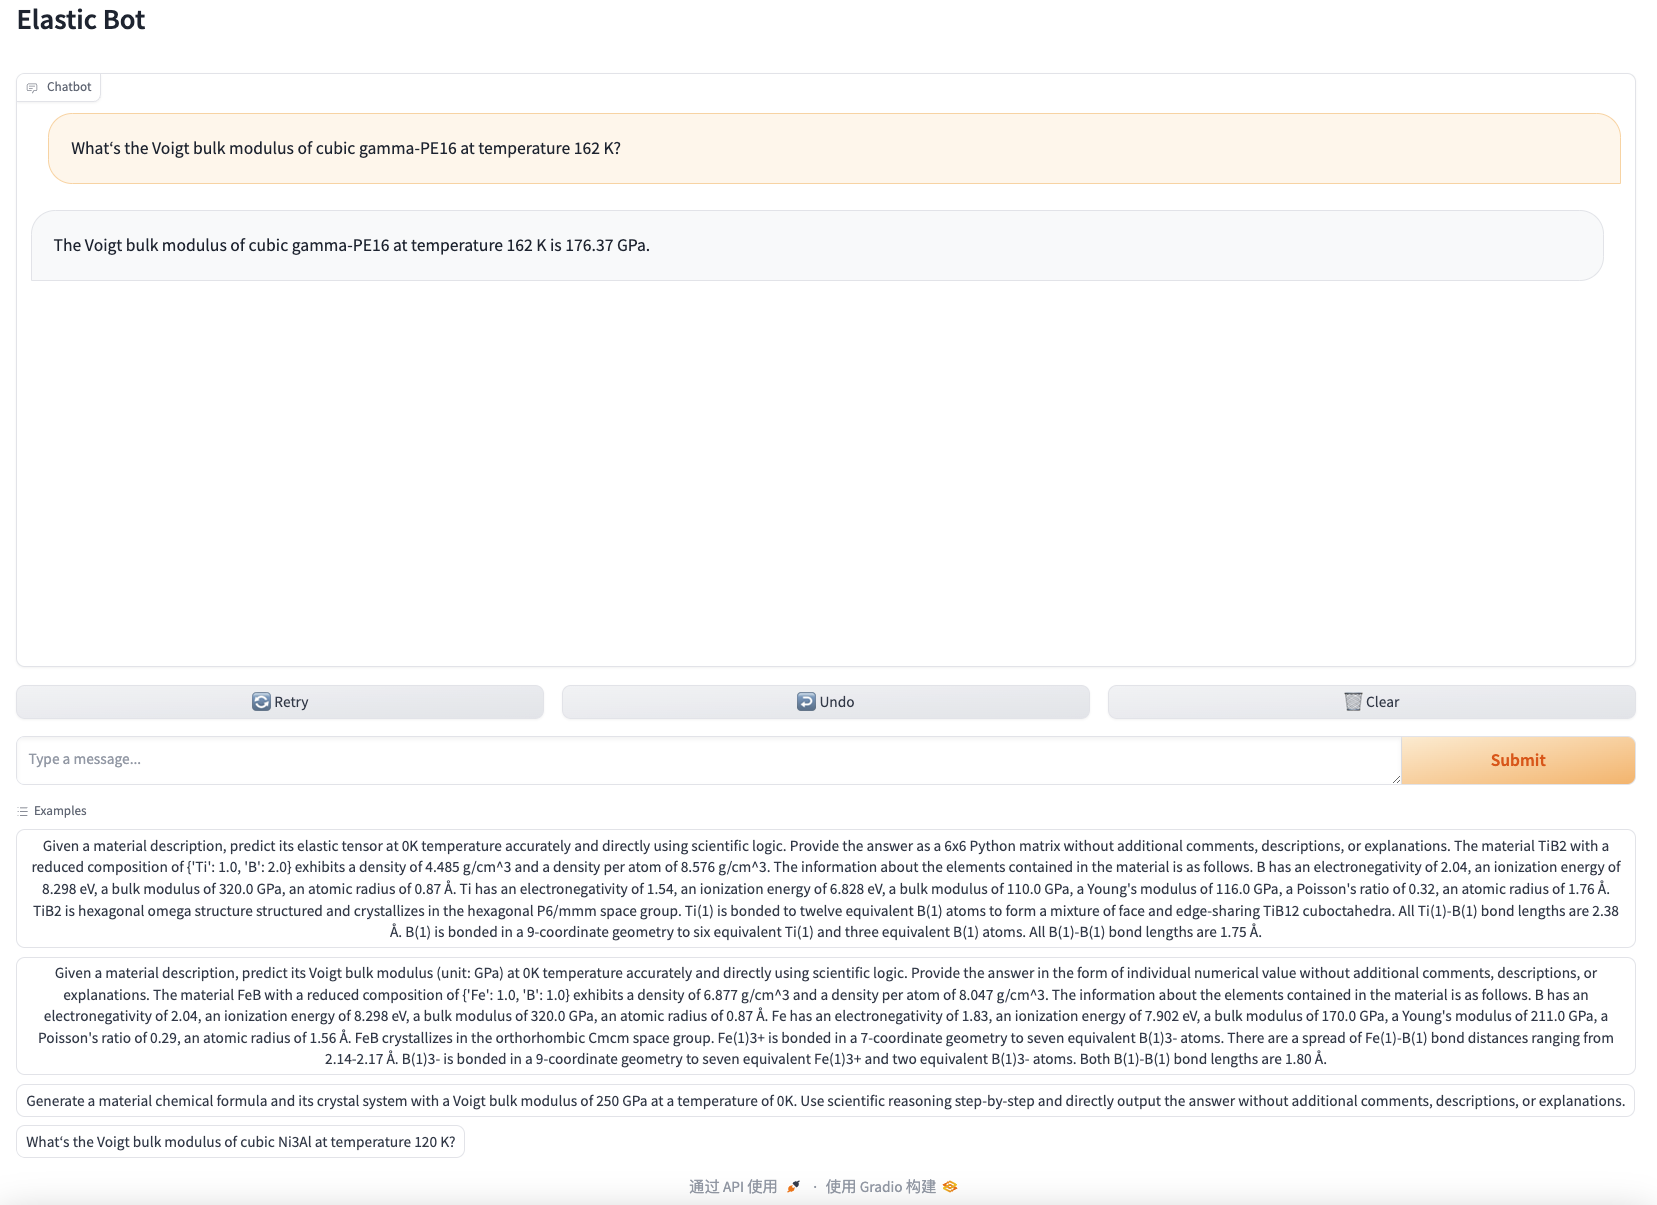 Elastic Bot
Chatbot
What‘s the Voigt bulk modulus of cubic gamma-PE16 at temperature 162 K?
The Voigt bulk modulus of cubic gamma-PE16 at temperature 162 K is 176.37 GPa.
Retry
Undo
Clear
Type a message...
Submit
Examples
Given a material description, predict its elastic tensor at 0K temperature accurately and directly using scientific logic. Provide the answer as a 6x6 Python matrix without additional comments, descriptions, or explanations. The material TiB2 with a
reduced composition of {'Ti': 1.0, 'B': 2.0} exhibits a density of 4.485 g/cm^3 and a density per atom of 8.576 g/cm^3. The information about the elements contained in the material is as follows. B has an electronegativity of 2.04, an ionization energy of
8.298 eV, a bulk modulus of 320.0 GPa, an atomic radius of 0.87 Å. Ti has an electronegativity of 1.54, an ionization energy of 6.828 eV, a bulk modulus of 110.0 GPa, a Young's modulus of 116.0 GPa, a Poisson's ratio of 0.32, an atomic radius of 1.76 Å.
TiB2 is hexagonal omega structure structured and crystallizes in the hexagonal P6/mmm space group. Ti(1) is bonded to twelve equivalent B(1) atoms to form a mixture of face and edge-sharing TiB12 cuboctahedra. All Ti(1)-B(1) bond lengths are 2.38
Å. B(1) is bonded in a 9-coordinate geometry to six equivalent Ti(1) and three equivalent B(1) atoms. All B(1)-B(1) bond lengths are 1.75 Å.
Given a material description, predict its Voigt bulk modulus (unit: GPa) at 0K temperature accurately and directly using scientific logic. Provide the answer in the form of individual numerical value without additional comments, descriptions, or
explanations. The material FeB with a reduced composition of {'Fe': 1.0, 'B': 1.0} exhibits a density of 6.877 g/cm^3 and a density per atom of 8.047 g/cm^3. The information about the elements contained in the material is as follows. B has an
electronegativity of 2.04, an ionization energy of 8.298 eV, a bulk modulus of 320.0 GPa, an atomic radius of 0.87 Å. Fe has an electronegativity of 1.83, an ionization energy of 7.902 eV, a bulk modulus of 170.0 GPa, a Young's modulus of 211.0 GPa, a
Poisson's ratio of 0.29, an atomic radius of 1.56 Å. FeB crystallizes in the orthorhombic Cmcm space group. Fe(1)3+ is bonded in a 7-coordinate geometry to seven equivalent B(1)3- atoms. There are a spread of Fe(1)-B(1) bond distances ranging from
2.14-2.17 Å. B(1)3- is bonded in a 9-coordinate geometry to seven equivalent Fe(1)3+ and two equivalent B(1)3- atoms. Both B(1)-B(1) bond lengths are 1.80 Å.
Generate a material chemical formula and its crystal system with a Voigt bulk modulus of 250 GPa at a temperature of 0K. Use scientific reasoning step-by-step and directly output the answer without additional comments, descriptions, or explanations.
What‘s the Voigt bulk modulus of cubic Ni3Al at temperature 120 K?
通过 API 使用 · 使用 Gradio 构建